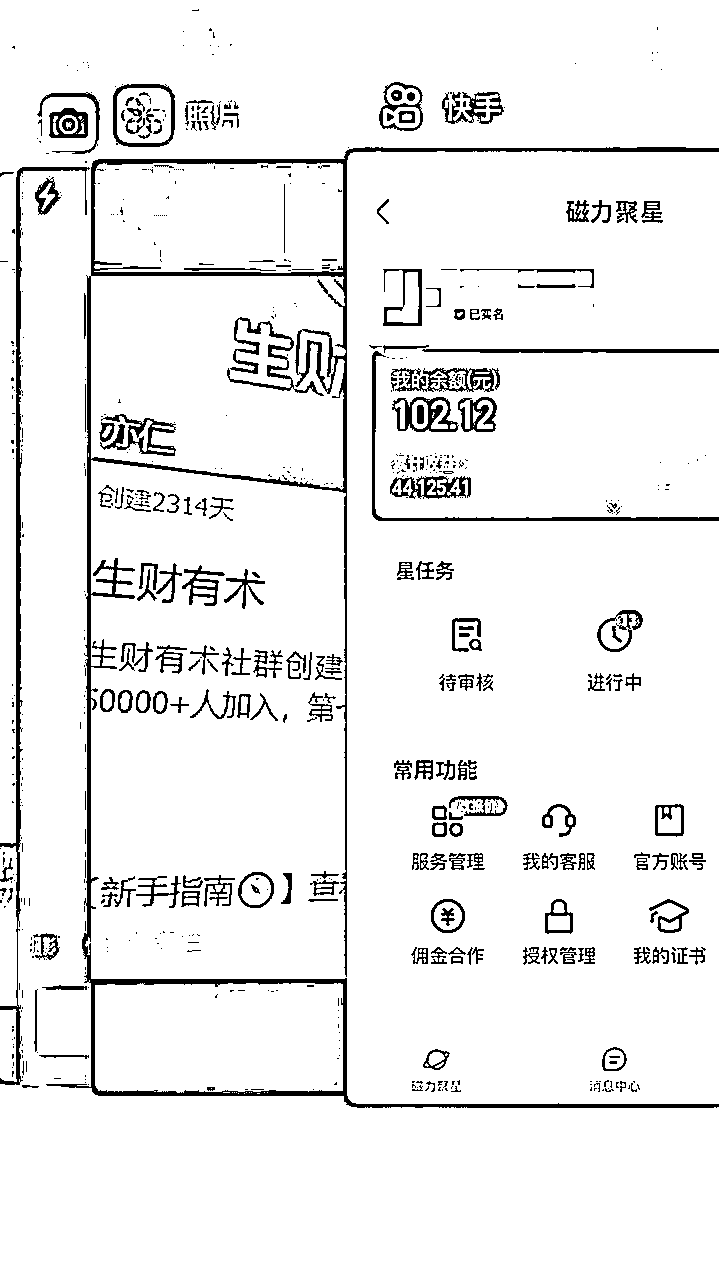 照片
快手
磁力聚星
已实名
我的余额(元)
102.12
44,125.41
星任务
待审核
进行中
常用功能
服务管理
我的客服
官方账号
佣金合作
授权管理
我的证书
磁力聚星
消息中心
生财
亦仁
创建2314天
生财有术
生财有术社群创建
50000+人加入，第
【新手指南】查